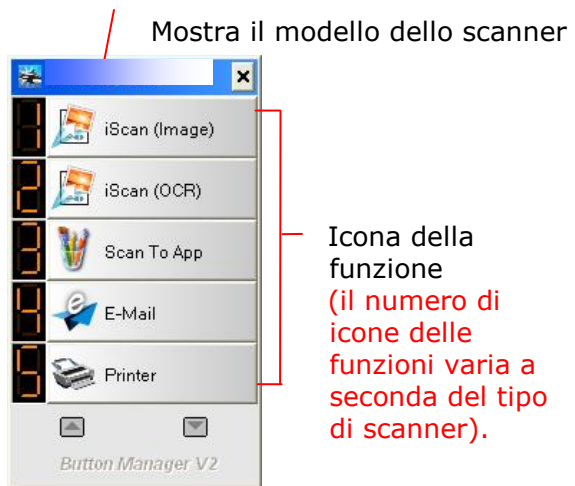 Mostra il modello dello scanner
1 iScan (Image)
2 iScan (OCR)
3 Scan To App
4 E-Mail
5 Printer
Button Manager V2
Icona della
funzione
(il numero di
icone delle
funzioni varia a
seconda del tipo
di scanner).